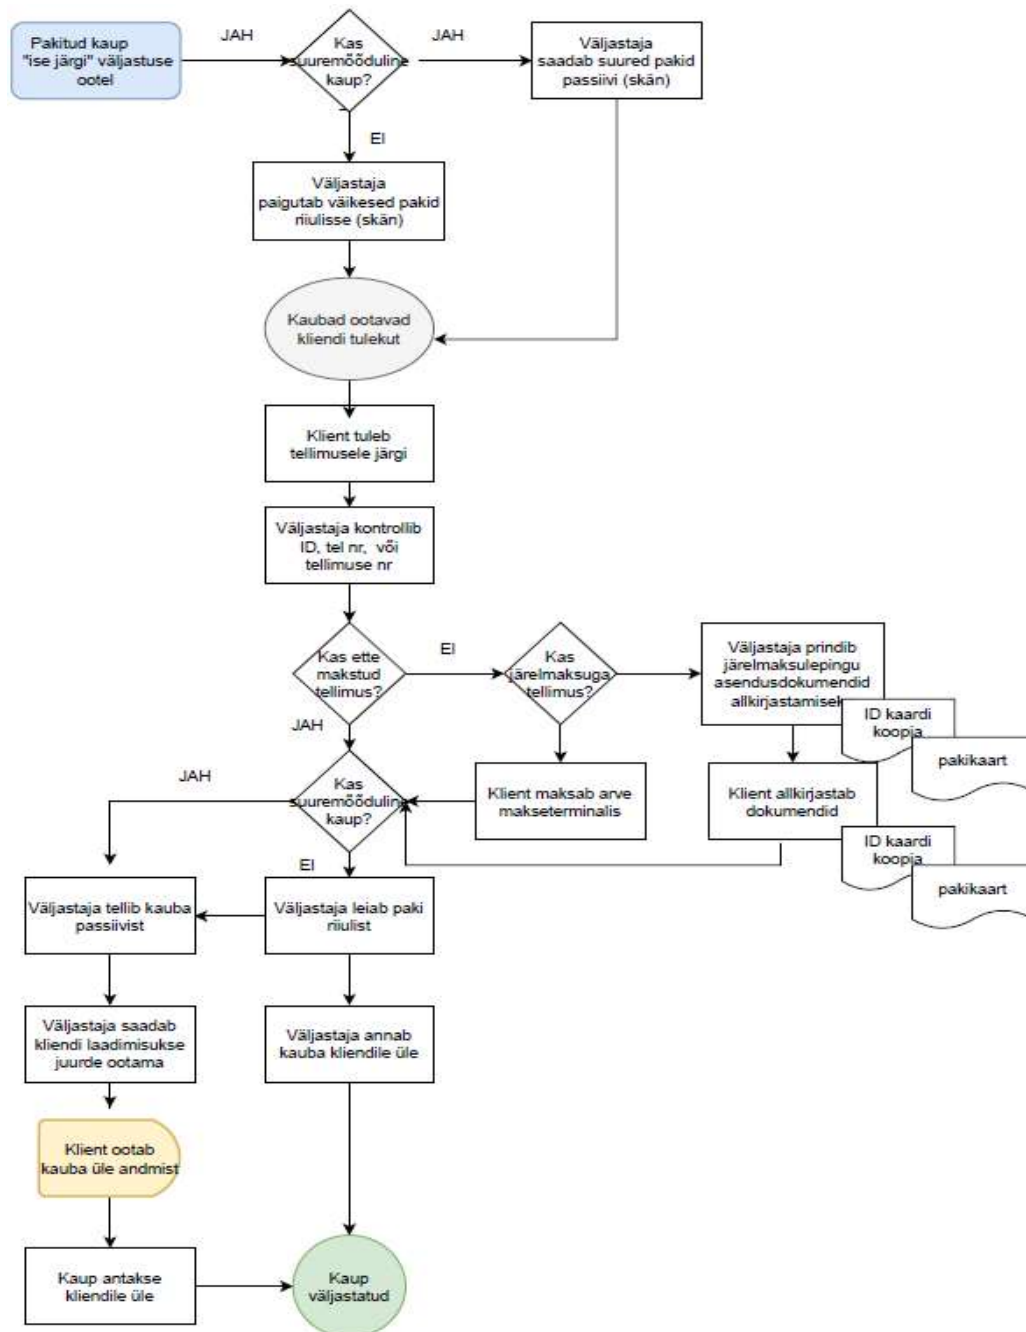 Pakitud kaup
"ise järgi" väljastuse
ootel
JAH
Kas
suuremõõduline
kaup?
JAH
Väljastaja
saadab suured pakid
passiivi (skän)
EI
Väljastaja
paigutab väikesed pakid
riiulisse (skän)
Kaubad ootavad
kliendi tulekut
Klient tuleb
tellimusele järgi
Väljastaja kontrollib
ID, tel nr, või
tellimuse nr
Kas ette
makstud
tellimus?
EI
Kas
järelmaksuga
tellimus?
Väljastaja prindib
järelmaksulepingu
asendusdokumendid
allkirjastamisek
ID kaardi
koopja
pakikaart
JAH
JAH
Kas
suuremõõduline
kaup?
Klient maksab arve
makseterminalis
Klient allkirjastab
dokumendid
ID kaardi
koopja
pakikaart
EI
Väljastaja tellib kauba
passiivist
Väljastaja leiab paki
riiulist
Väljastaja saadab
kliendi laadimisukse
juurde ootama
Väljastaja annab
kauba kliendile üle
Klient ootab
kauba üle andmist
Kaup antakse
kliendile üle
Kaup
väljastatud